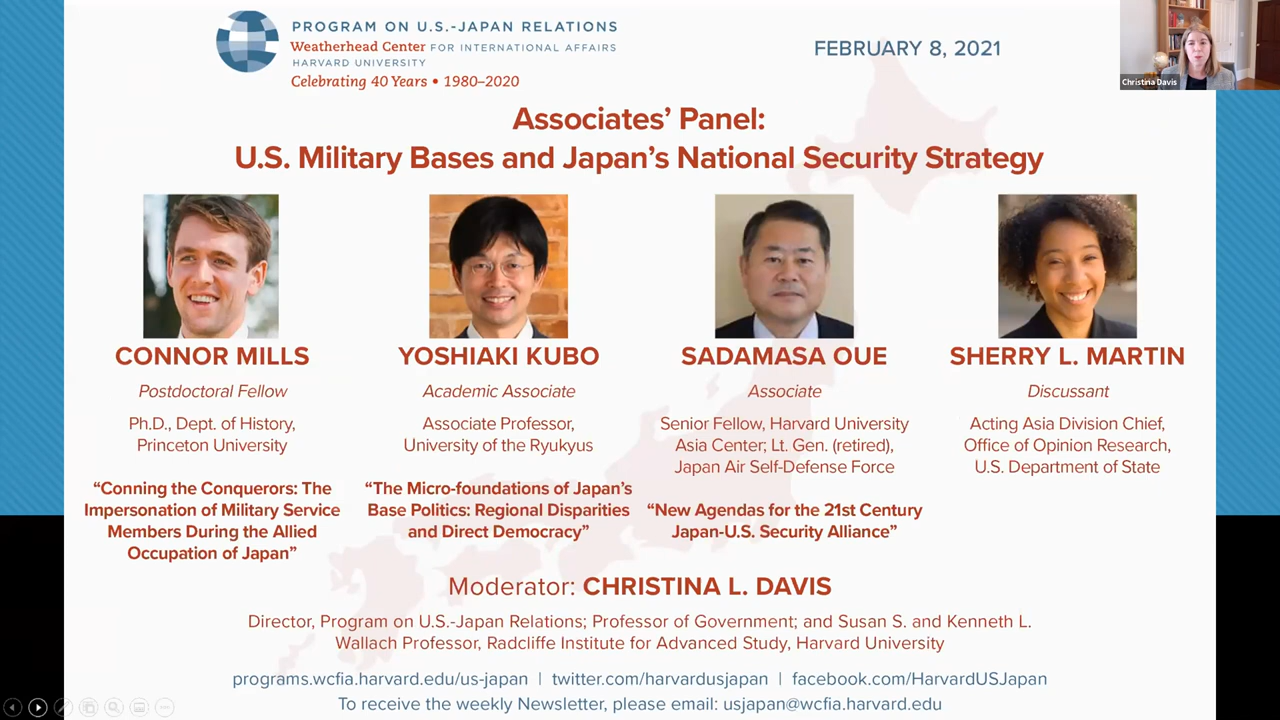 PROGRAM ON U.S.-JAPAN RELATIONS
Weatherhead Center FOR INTERNATIONAL AFFAIRS
HARVARD UNIVERSITY
Celebrating 40 Years • 1980–2020
FEBRUARY 8, 2021
Christina Davis
Associates’ Panel:
U.S. Military Bases and Japan’s National Security Strategy
CONNOR MILLS
Postdoctoral Fellow
Ph.D., Dept. of History,
Princeton University
“Conning the Conquerors: The
Impersonation of Military Service
Members During the Allied
Occupation of Japan”
YOSHIAKI KUBO
Academic Associate
Associate Professor,
University of the Ryukyus
“The Micro-foundations of Japan’s
Base Politics: Regional Disparities
and Direct Democracy”
SADAMASA OUE
Associate
Senior Fellow, Harvard University
Asia Center; Lt. Gen. (retired),
Japan Air Self-Defense Force
“New Agendas for the 21st Century
Japan-U.S. Security Alliance”
SHERRY L. MARTIN
Discussant
Acting Asia Division Chief,
Office of Opinion Research,
U.S. Department of State
Moderator: CHRISTINA L. DAVIS
Director, Program on U.S.-Japan Relations; Professor of Government; and Susan S. and Kenneth L.
Wallach Professor, Radcliffe Institute for Advanced Study, Harvard University
programs.wcfia.harvard.edu/us-japan | twitter.com/harvardusjapan | facebook.com/HarvardUSJapan
To receive the weekly Newsletter, please email: usjapan@wcfia.harvard.edu